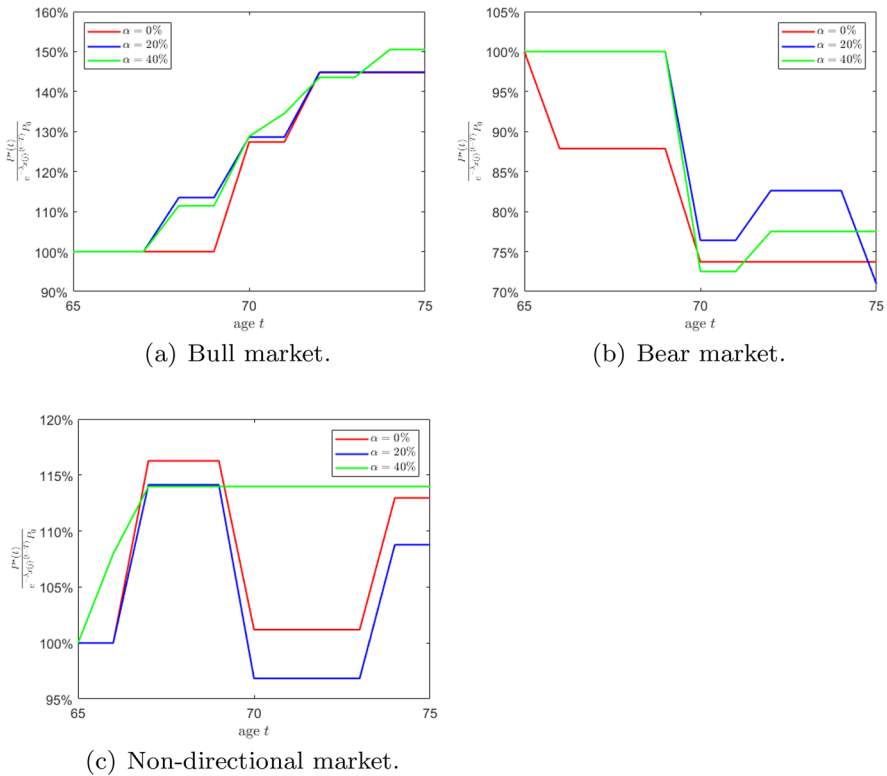 160%
150%
140%
130%
120%
110%
100%
90%
65
70
75
age t
α = 0%
α = 20%
α = 40%
(a) Bull market.
105%
100%
95%
90%
85%
80%
75%
70%
65
70
75
age t
α = 0%
α = 20%
α = 40%
(b) Bear market.
120%
115%
110%
105%
100%
95%
65
70
75
age t
α = 0%
α = 20%
α = 40%
(c) Non-directional market.